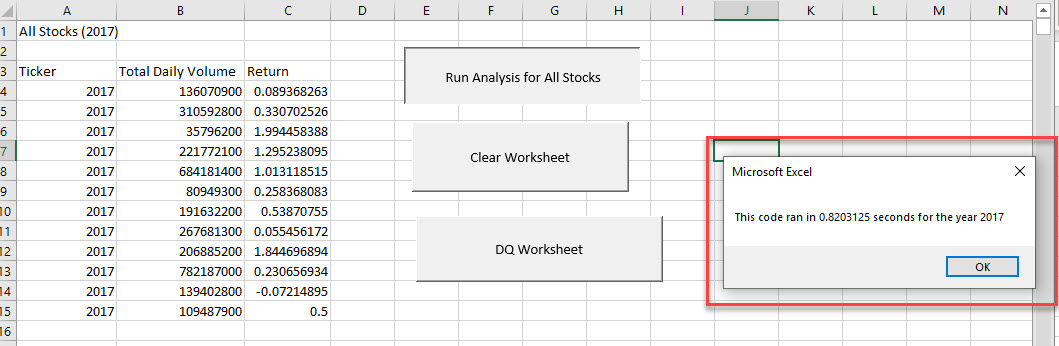 A B C D E F G H I J K L M N
1 All Stocks (2017)
2
3 Ticker Total Daily Volume Return
4 2017 136070900 0.089368263
5 2017 310592800 0.330702526
6 2017 35796200 1.994458388
7 2017 221772100 1.295238095
8 2017 684181400 1.013118515
9 2017 80949300 0.258368083
10 2017 191632200 0.53870755
11 2017 267681300 0.055456172
12 2017 206885200 1.844696894
13 2017 782187000 0.230656934
14 2017 139402800 -0.07214895
15 2017 109487900 0.5
16
Run Analysis for All Stocks
Clear Worksheet
DQ Worksheet
Microsoft Excel
This code ran in 0.8203125 seconds for the year 2017
OK